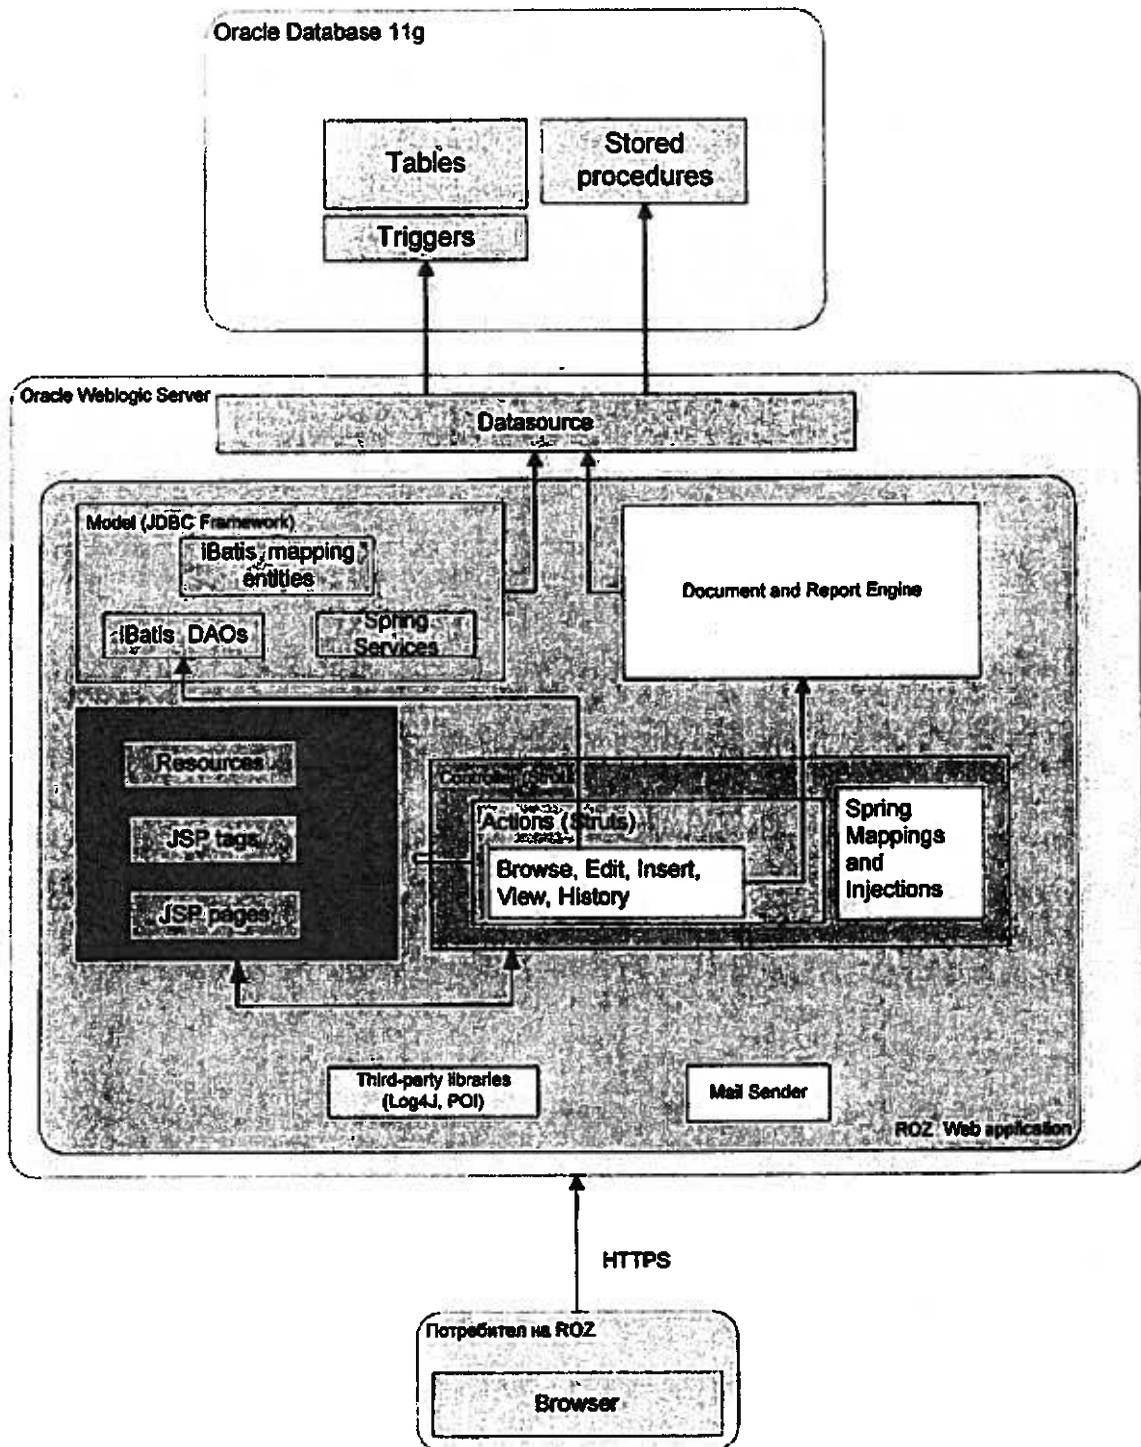 Oracle Database 11g
Tables
Stored
procedures
Triggers
Oracle Weblogic Server
Datasource
Model (JDBC Framework)
iBatis mapping
entities
iBatis DAOs
Spring
Services
Document and Report Engine
Resources
JSP tags
JSP pages
Controller (Struts
Actions (Struts)
Browse, Edit, Insert,
View, History
Spring
Mappings
and
Injections
Third-party libraries
(Log4J, POI)
Mail Sender
ROZ Web application
HTTPS
Потребител на ROZ
Browser